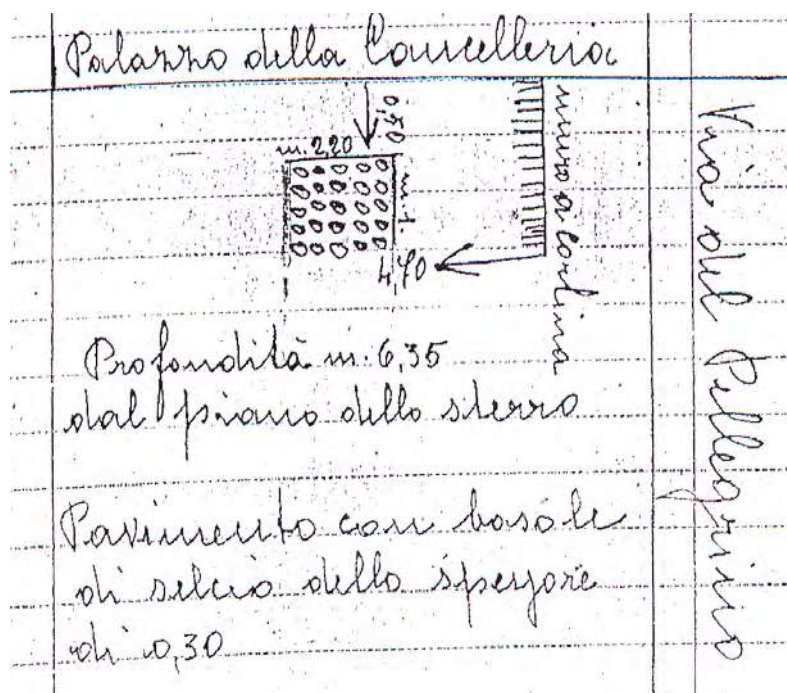 Palazzo della Cancelleria
0,50
m. 2,20
m. 1.
4,70
muro a cortina
Via del Pellegrino
Profondità m. 6,35
dal piano dello sterro
Pavimento con basole
di selcio dello spessore
di 0,30